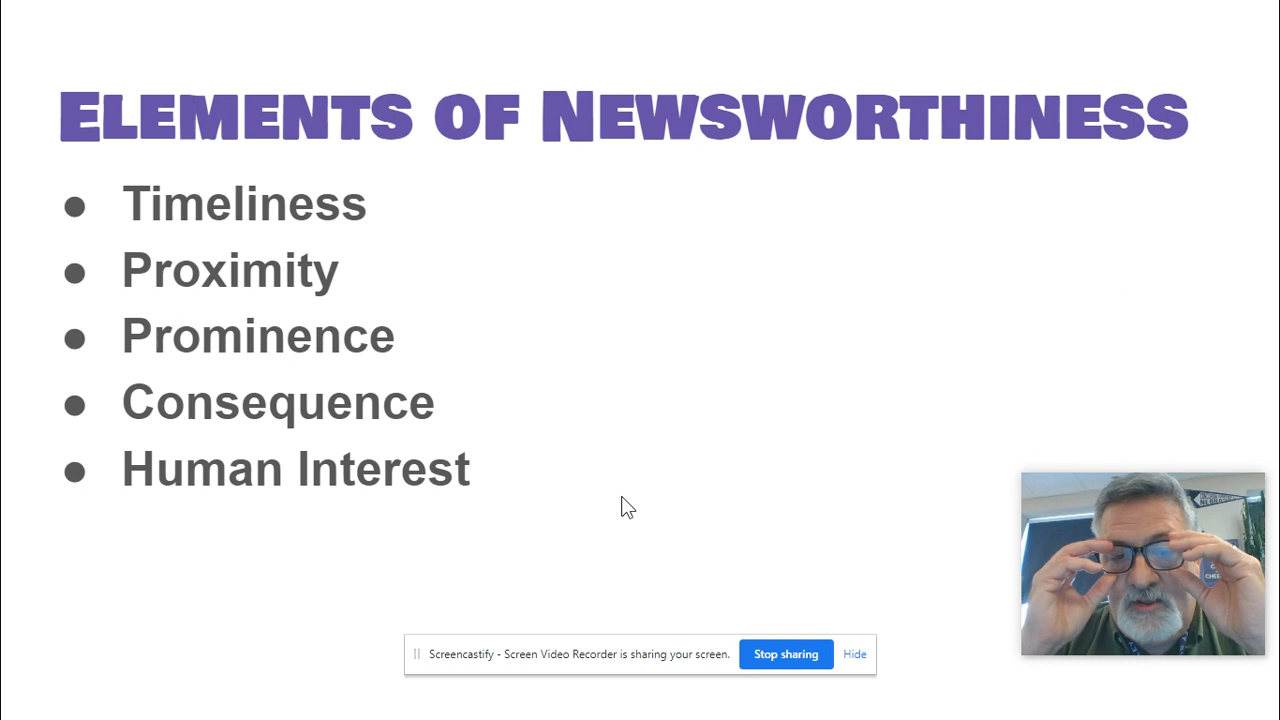 Elements of Newsworthiness
● Timeliness
● Proximity
● Prominence
● Consequence
● Human Interest
Screencastify - Screen Video Recorder is sharing your screen. Stop sharing Hide